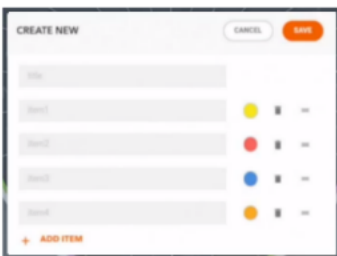 CREATE NEW
CANCEL
SAVE
Title
Item1
Item2
Item3
Item4
+ ADD ITEM